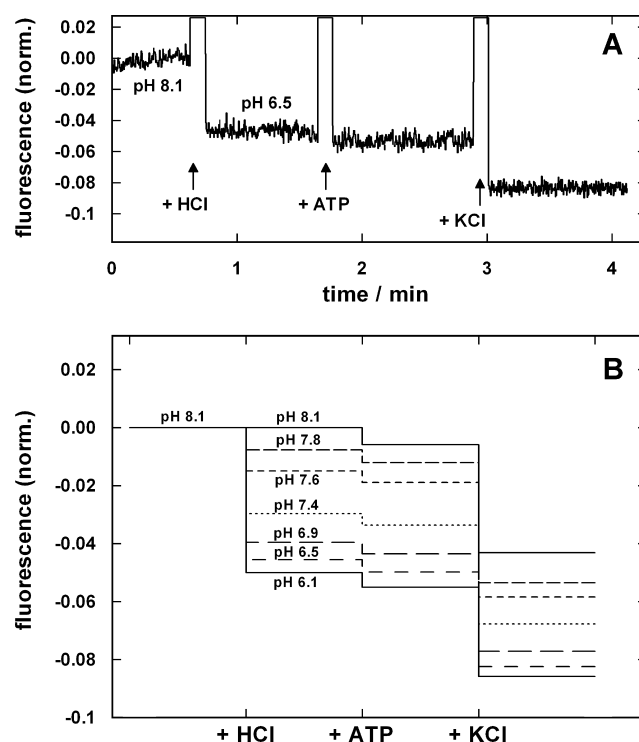 A
0.02
0.00
-0.02
-0.04
-0.06
-0.08
-0.1
fluorescence (norm.)
pH 8.1
pH 6.5
+ HCl
+ ATP
+ KCl
0
1
2
3
4
time / min
B
0.02
0.00
-0.02
-0.04
-0.06
-0.08
-0.1
fluorescence (norm.)
pH 8.1
pH 8.1
pH 7.8
pH 7.6
pH 7.4
pH 6.9
pH 6.5
pH 6.1
+ HCl
+ ATP
+ KCl